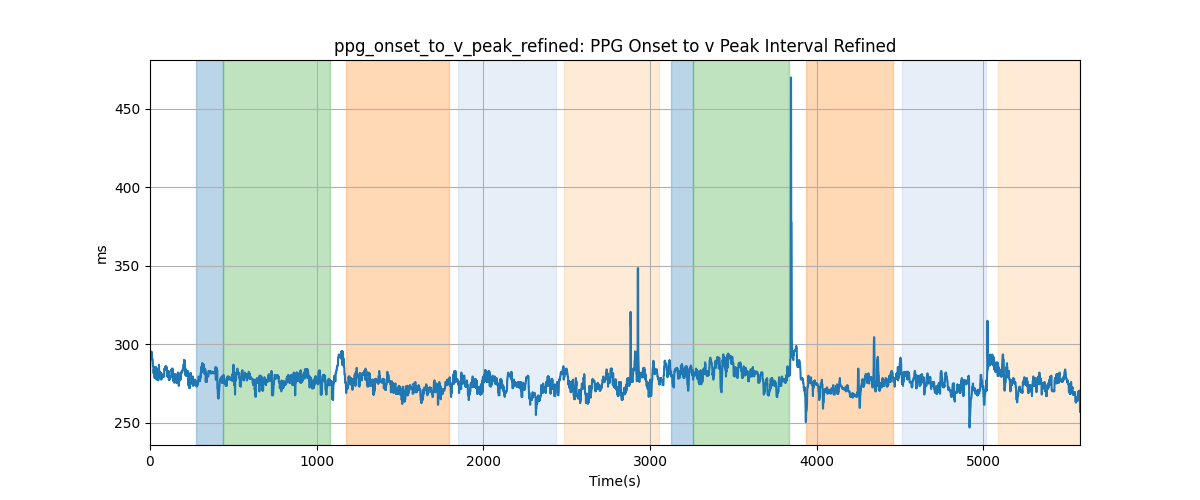 ppg_onset_to_v_peak_refined: PPG Onset to v Peak Interval Refined
450
400
350
300
250
ms
0 1000 2000 3000 4000 5000
Time(s)